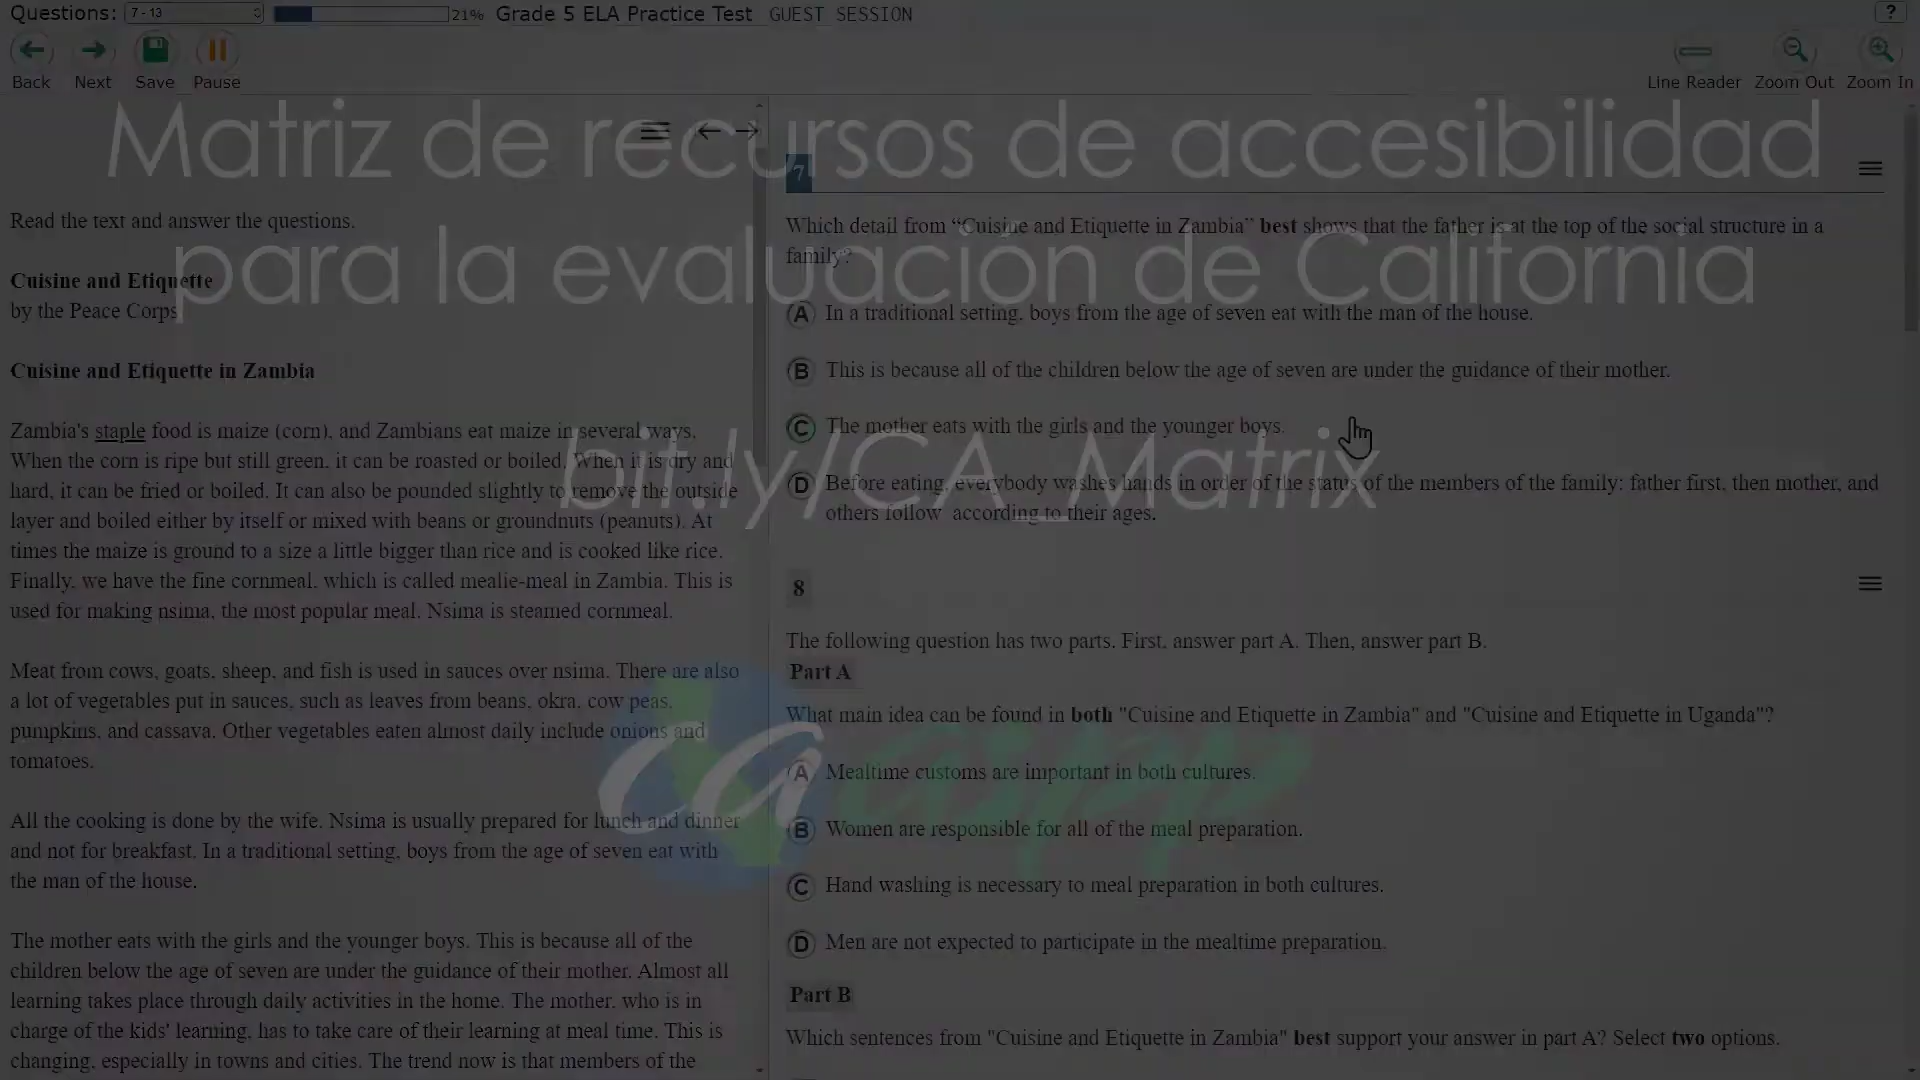 Questions: 7 - 13 21% Grade 5 ELA Practice Test GUEST SESSION ?
Back Next Save Pause Line Reader Zoom Out Zoom In
Matriz de recursos de accesibilidad
para la evaluación de California
bit.ly/CA_Matrix
Read the text and answer the questions.
Cuisine and Etiquette
by the Peace Corps
Cuisine and Etiquette in Zambia
Zambia's staple food is maize (corn), and Zambians eat maize in several ways.
When the corn is ripe but still green, it can be roasted or boiled. When it is dry and
hard, it can be fried or boiled. It can also be pounded slightly to remove the outside
layer and boiled either by itself or mixed with beans or groundnuts (peanuts). At
times the maize is ground to a size a little bigger than rice and is cooked like rice.
Finally, we have the fine cornmeal, which is called mealie-meal in Zambia. This is
used for making nsima, the most popular meal. Nsima is steamed cornmeal.
Meat from cows, goats, sheep, and fish is used in sauces over nsima. There are also
a lot of vegetables put in sauces, such as leaves from beans, okra, cow peas,
pumpkins, and cassava. Other vegetables eaten almost daily include onions and
tomatoes.
All the cooking is done by the wife. Nsima is usually prepared for lunch and dinner
and not for breakfast. In a traditional setting, boys from the age of seven eat with
the man of the house.
The mother eats with the girls and the younger boys. This is because all of the
children below the age of seven are under the guidance of their mother. Almost all
learning takes place through daily activities in the home. The mother, who is in
charge of the kids' learning, has to take care of their learning at meal time. This is
changing, especially in towns and cities. The trend now is that members of the
7
Which detail from “Cuisine and Etiquette in Zambia” best shows that the father is at the top of the social structure in a
family?
A In a traditional setting, boys from the age of seven eat with the man of the house.
B This is because all of the children below the age of seven are under the guidance of their mother.
C The mother eats with the girls and the younger boys.
D Before eating, everybody washes hands in order of the status of the members of the family: father first, then mother, and
others follow according to their ages.
8
The following question has two parts. First, answer part A. Then, answer part B.
Part A
What main idea can be found in both "Cuisine and Etiquette in Zambia" and "Cuisine and Etiquette in Uganda"?
A Mealtime customs are important in both cultures.
B Women are responsible for all of the meal preparation.
C Hand washing is necessary to meal preparation in both cultures.
D Men are not expected to participate in the mealtime preparation.
Part B
Which sentences from "Cuisine and Etiquette in Zambia" best support your answer in part A? Select two options.
ca aspp